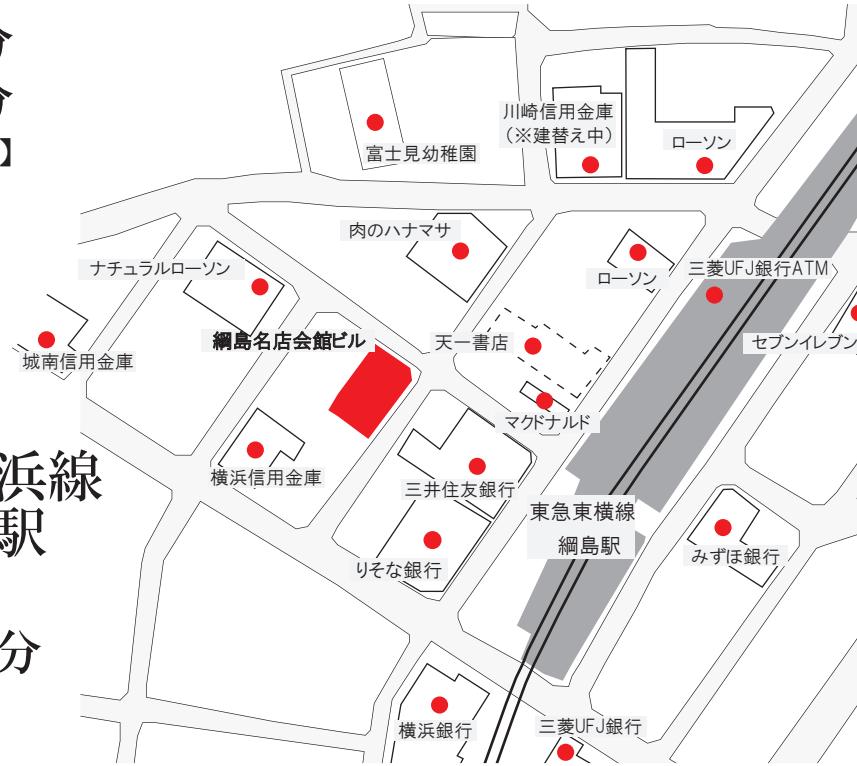 分
分
】
川崎信用金庫
（※建替え中）
ローソン
富士見幼稚園
肉のハナマサ
ナチュラルローソン
ローソン
三菱UFJ銀行ATM
綱島名店会館ビル
天一書店
セブンイレブン
城南信用金庫
マクドナルド
浜線
駅
横浜信用金庫
三井住友銀行
東急東横線
綱島駅
りそな銀行
みずほ銀行
分
横浜銀行
三菱UFJ銀行